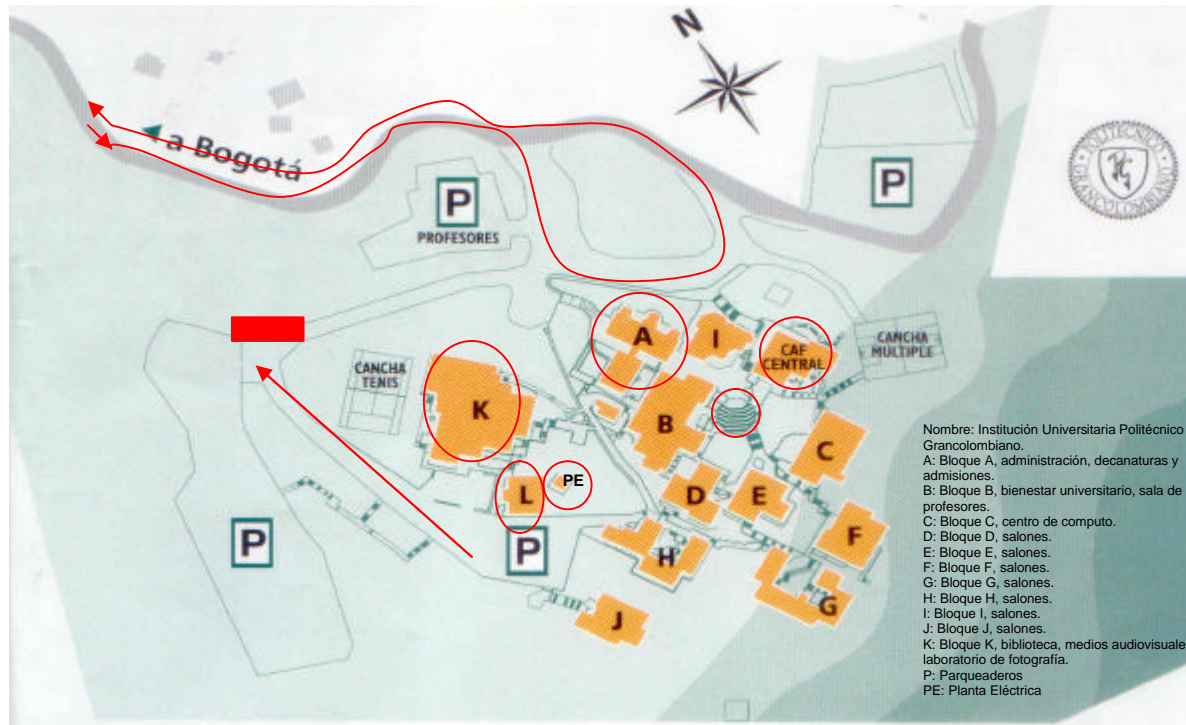 N
a Bogotá
P
PROFESORES
P
POLITECNICO
GRANCOLOMBIANO
A
I
CAF
CENTRAL
CANCHA
MULTIPLE
CANCHA
TENIS
K
B
C
L
PE
D
E
F
P
P
H
G
J
Nombre: Institución Universitaria Politécnico
Grancolombiano.
A: Bloque A, administración, decanaturas y
admisiones.
B: Bloque B, bienestar universitario, sala de
profesores.
C: Bloque C, centro de computo.
D: Bloque D, salones.
E: Bloque E, salones.
F: Bloque F, salones.
G: Bloque G, salones.
H: Bloque H, salones.
I: Bloque I, salones.
J: Bloque J, salones.
K: Bloque K, biblioteca, medios audiovisuale
laboratorio de fotografía.
P: Parqueaderos
PE: Planta Eléctrica